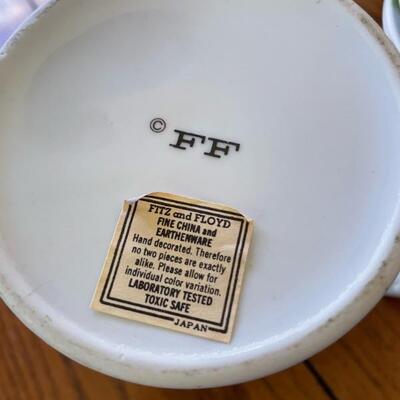 © FF
FITZ and FLOYD
FINE CHINA and
EARTHENWARE
Hand decorated. Therefore
no two pieces are exactly
alike. Please allow for
individual color variation.
LABORATORY TESTED
TOXIC SAFE
JAPAN